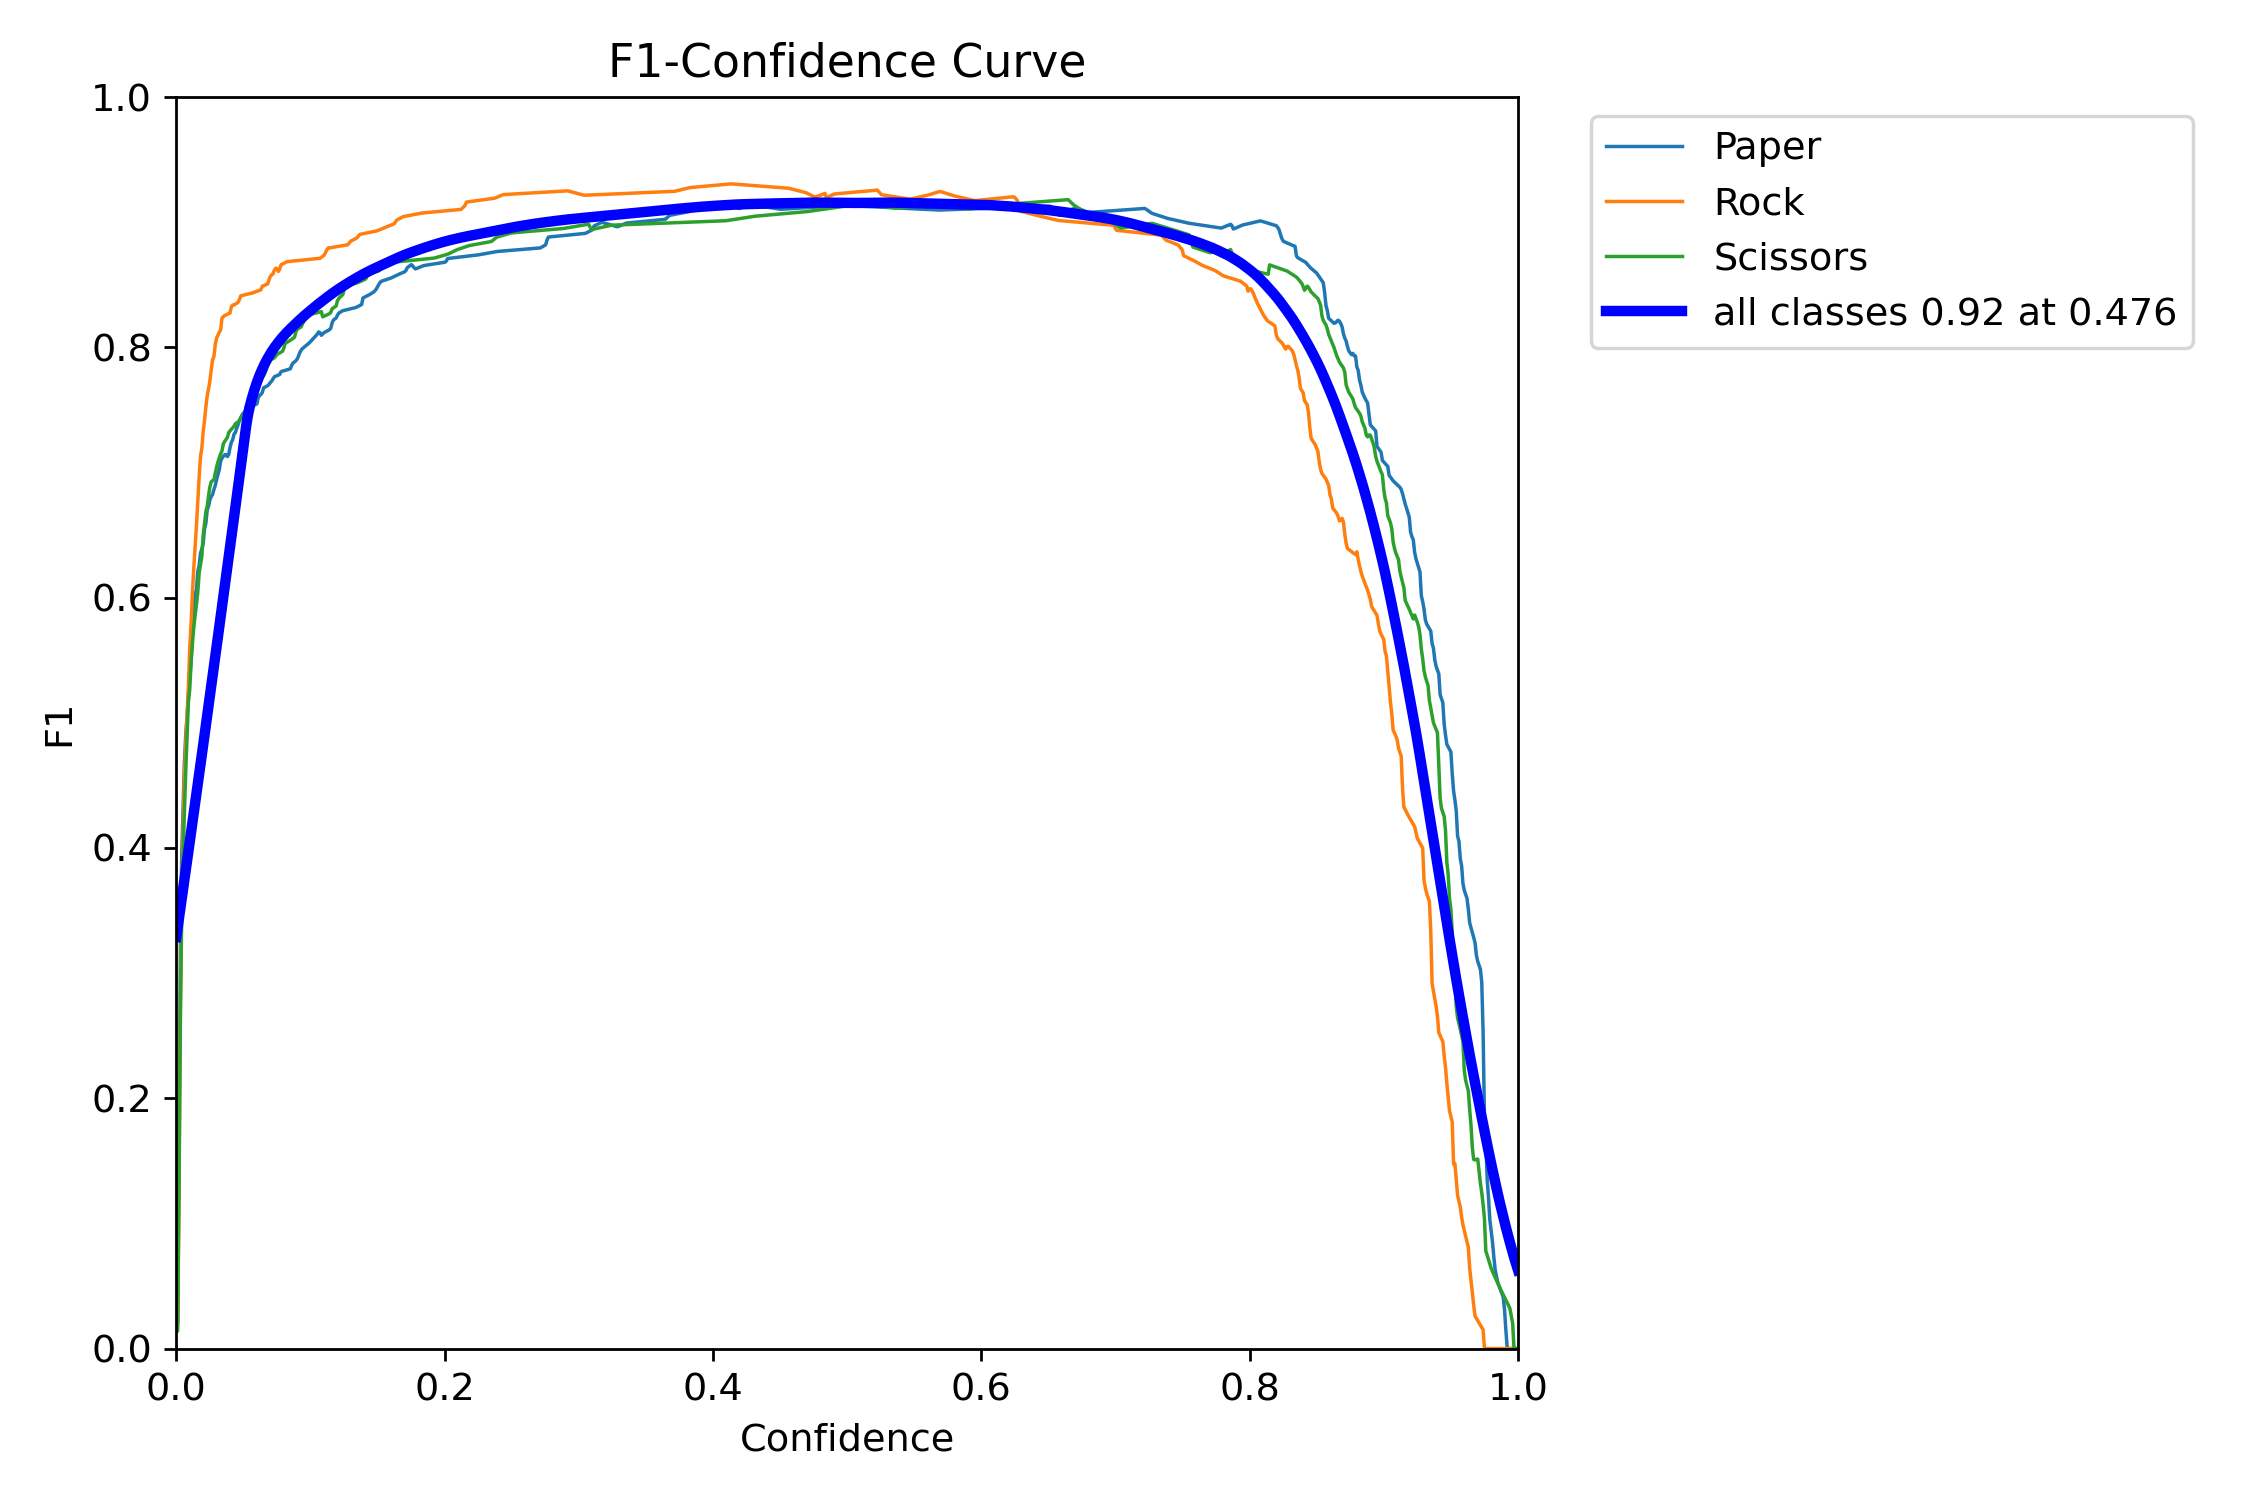 F1-Confidence Curve
1.0
0.8
0.6
0.4
0.2
0.0
F1
0.0 0.2 0.4 0.6 0.8 1.0
Confidence
Paper
Rock
Scissors
all classes 0.92 at 0.476